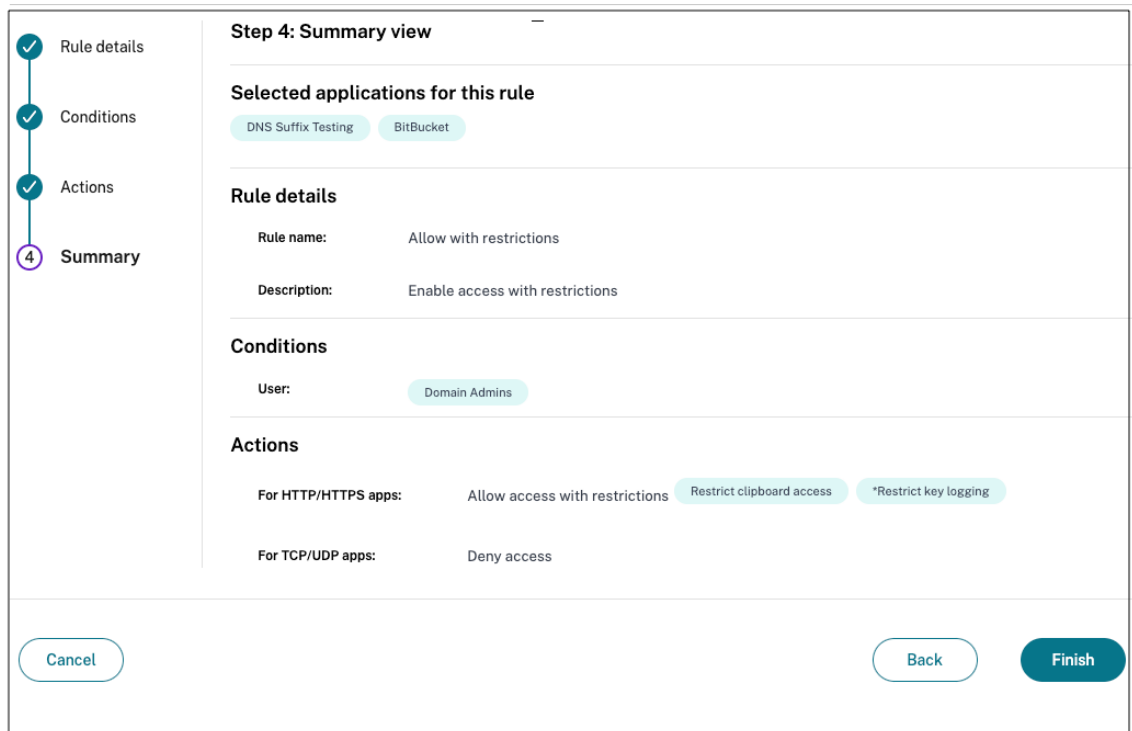 Rule details
Conditions
Actions
4 Summary
Step 4: Summary view
Selected applications for this rule
DNS Suffix Testing BitBucket
Rule details
Rule name: Allow with restrictions
Description: Enable access with restrictions
Conditions
User: Domain Admins
Actions
For HTTP/HTTPS apps: Allow access with restrictions Restrict clipboard access *Restrict key logging
For TCP/UDP apps: Deny access
Cancel Back Finish